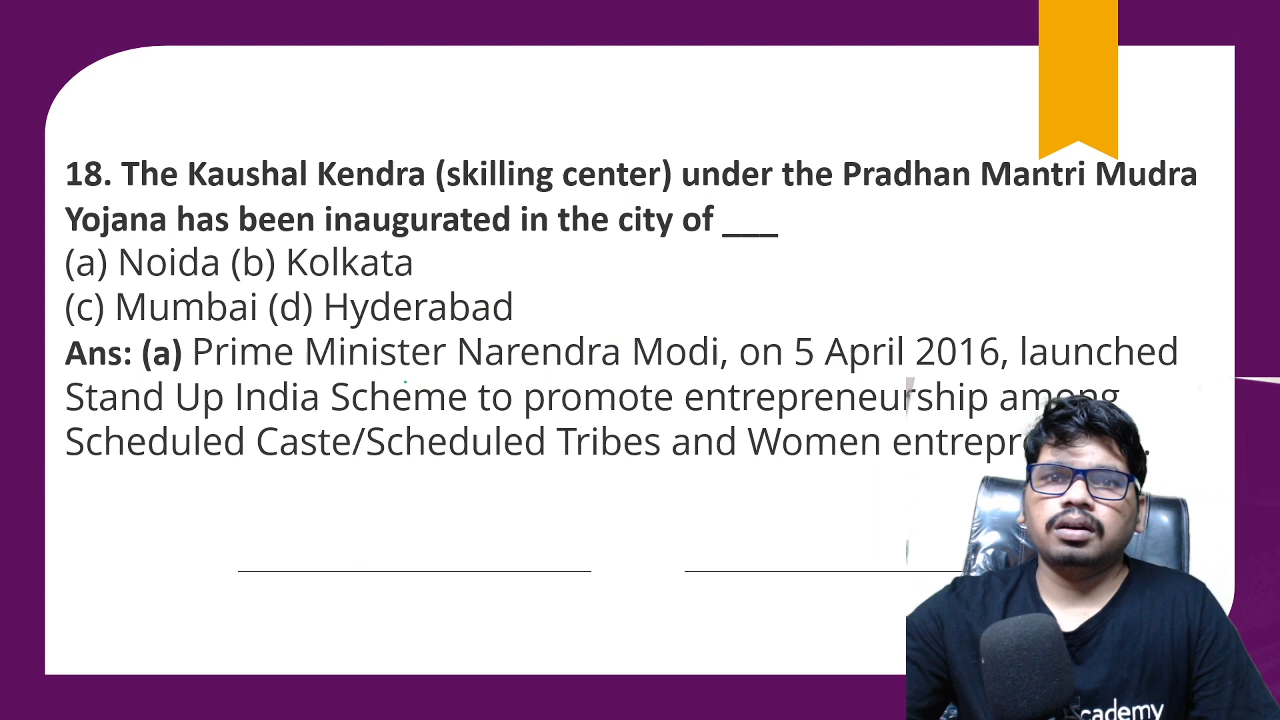 18. The Kaushal Kendra (skilling center) under the Pradhan Mantri Mudra
Yojana has been inaugurated in the city of ___
(a) Noida (b) Kolkata
(c) Mumbai (d) Hyderabad
Ans: (a) Prime Minister Narendra Modi, on 5 April 2016, launched
Stand Up India Scheme to promote entrepreneurship among
Scheduled Caste/Scheduled Tribes and Women
cademy